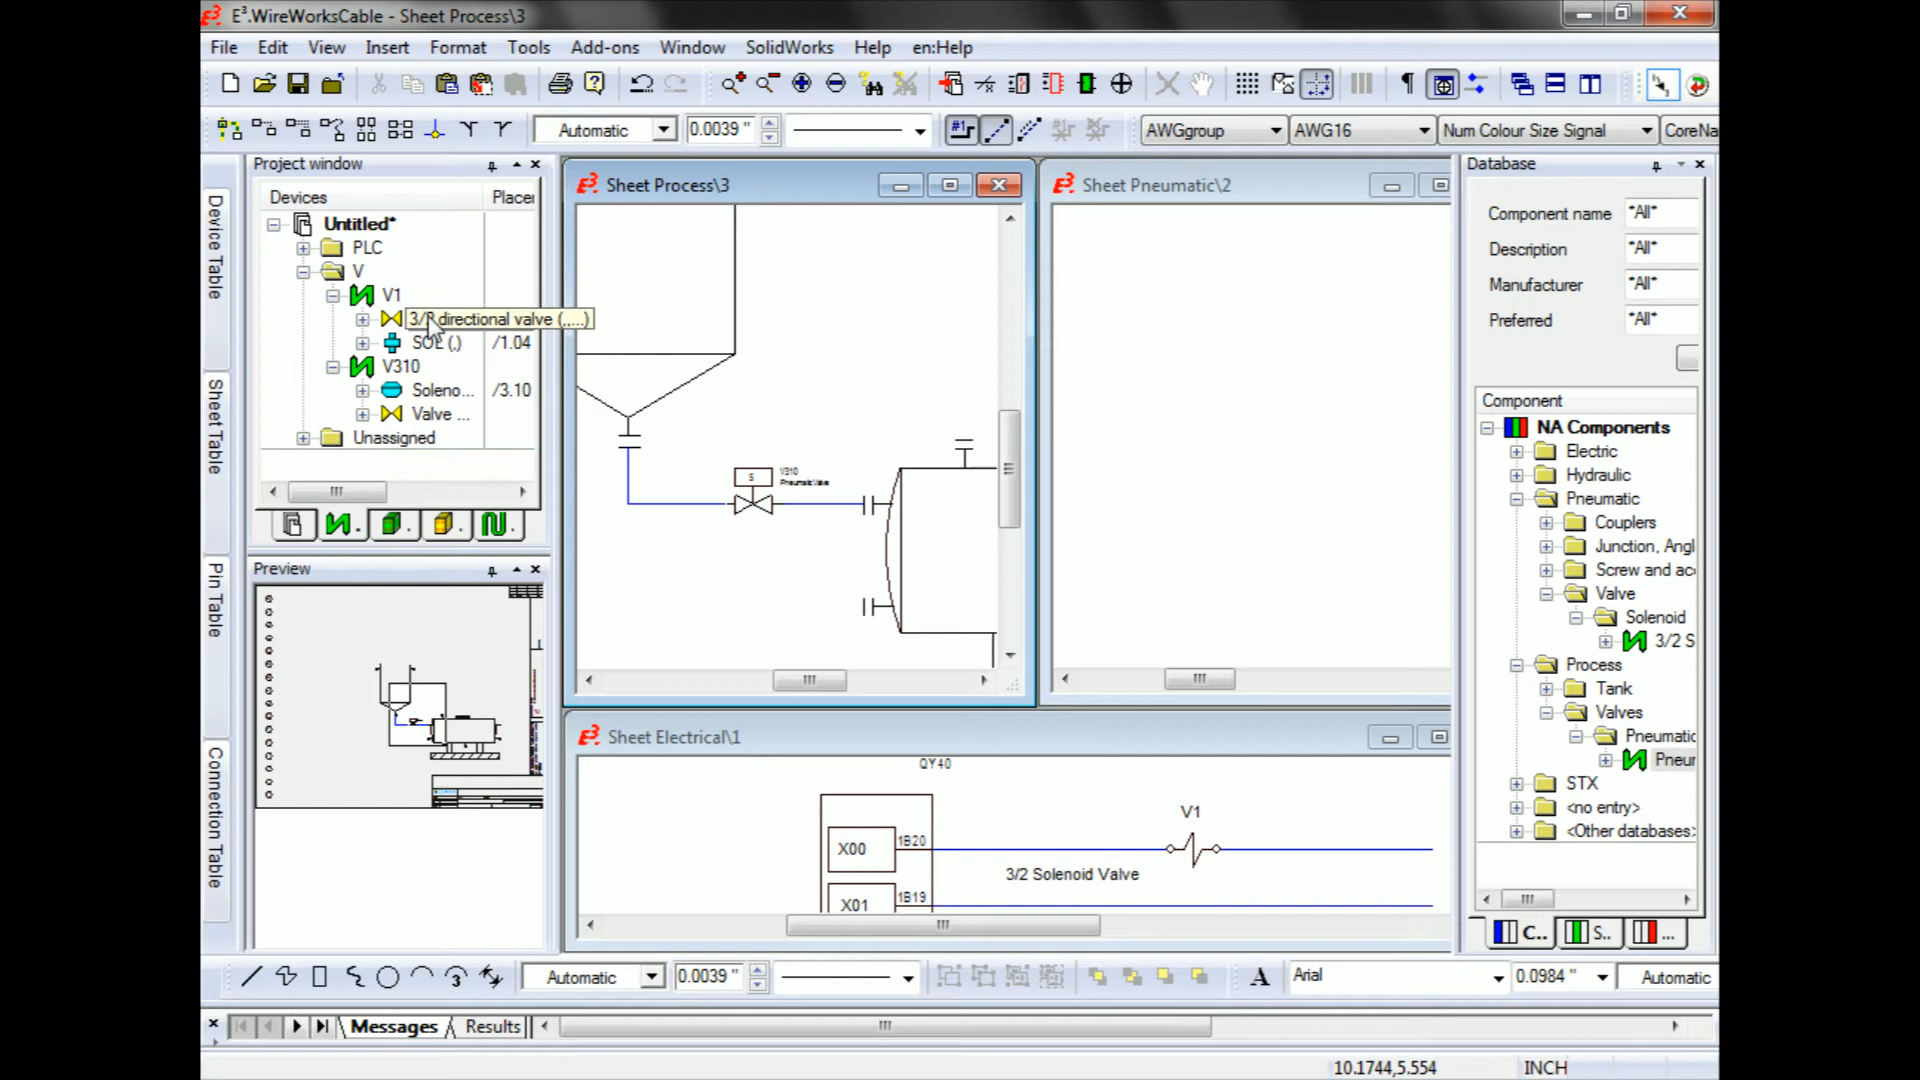 E³.WireWorksCable - Sheet Process\3
File Edit View Insert Format Tools Add-ons Window SolidWorks Help en:Help
Automatic 0.0039 " #1 AWGgroup AWG16 Num Colour Size Signal CoreNa
Project window
Devices Placer
Untitled*
PLC
V
V1
3/2 directional valve (,,...)
SOL (,) /1.04
V310
Soleno... /3.10
Valve ...
Unassigned
Preview
Device Table
Sheet Table
Pin Table
Connection Table
Sheet Process\3
S
V310
Pneumatic Valve
Sheet Pneumatic\2
Sheet Electrical\1
QY40
X00 1B20
V1
3/2 Solenoid Valve
X01 1B19
Database
Component name *All*
Description *All*
Manufacturer *All*
Preferred *All*
Component
NA Components
Electric
Hydraulic
Pneumatic
Couplers
Junction, Angl
Screw and acc
Valve
Solenoid
3/2 S
Process
Tank
Valves
Pneumatic
Pneur
STX
<no entry>
<Other databases>
C.. S.. ...
Automatic 0.0039 " A Arial 0.0984 " Automatic
Messages Results
10.1744,5.554 INCH